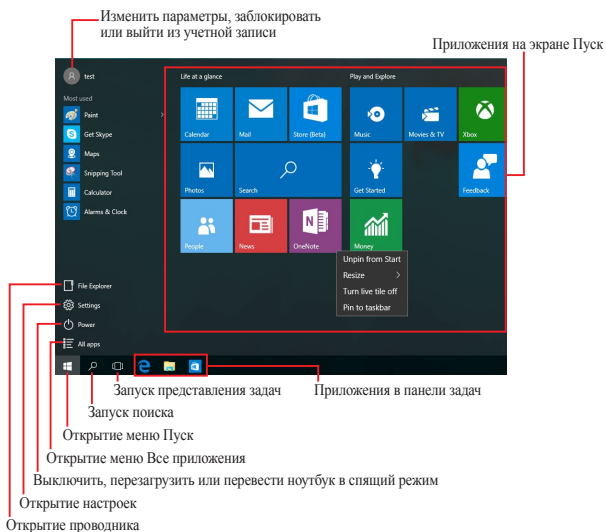 Изменить параметры, заблокировать
или выйти из учетной записи
Приложения на экране Пуск
test
Life at a glance
Play and Explore
Most used
Paint
Get Skype
Maps
Snipping Tool
Calculator
Alarms & Clock
Calendar
Mail
Store (Beta)
Music
Movies & TV
Xbox
Photos
Search
Get Started
Feedback
People
News
OneNote
Money
Unpin from Start
Resize
Turn live tile off
Pin to taskbar
File Explorer
Settings
Power
All apps
Запуск представления задач
Приложения в панели задач
Запуск поиска
Открытие меню Пуск
Открытие меню Все приложения
Выключить, перезагрузить или перевести ноутбук в спящий режим
Открытие настроек
Открытие проводника